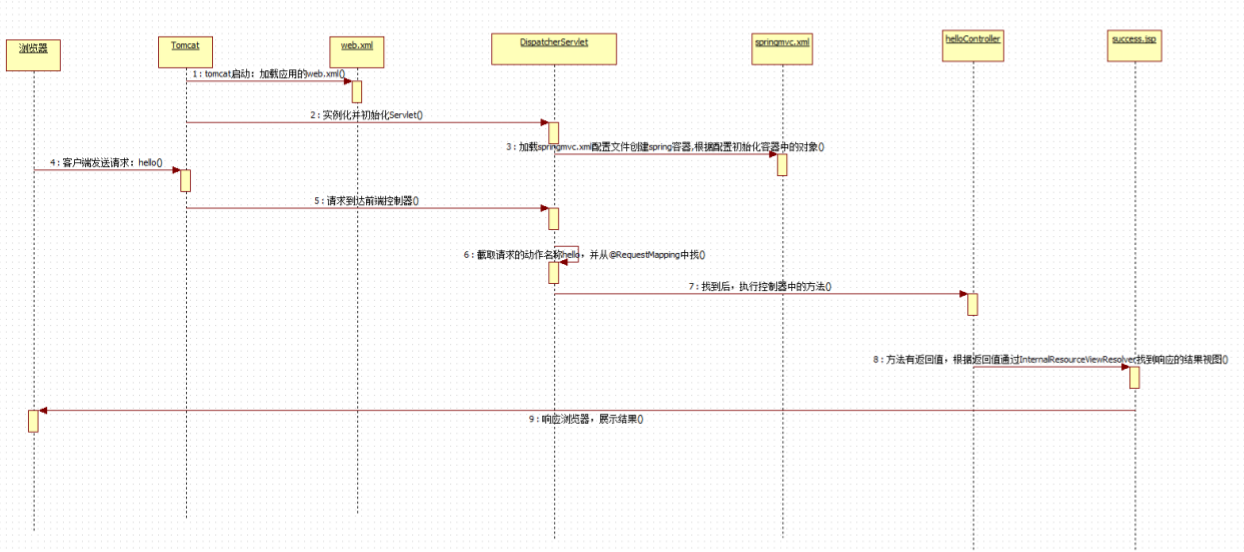 浏览器
Tomcat
web.xml
DispatcherServlet
springmvc.xml
helloController
success.jsp
1 : tomcat启动：加载应用的web.xml()
2 : 实例化并初始化Servlet()
3 : 加载springmvc.xml配置文件创建spring容器,根据配置初始化容器中的对象()
4 : 客户端发送请求：hello()
5 : 请求到达前端控制器()
6 : 截取请求的动作名称hello，并从@RequestMapping中找()
7 : 找到后，执行控制器中的方法()
8 : 方法有返回值，根据返回值通过InternalResourceViewResolver找到响应的结果视图()
9 : 响应浏览器，展示结果()